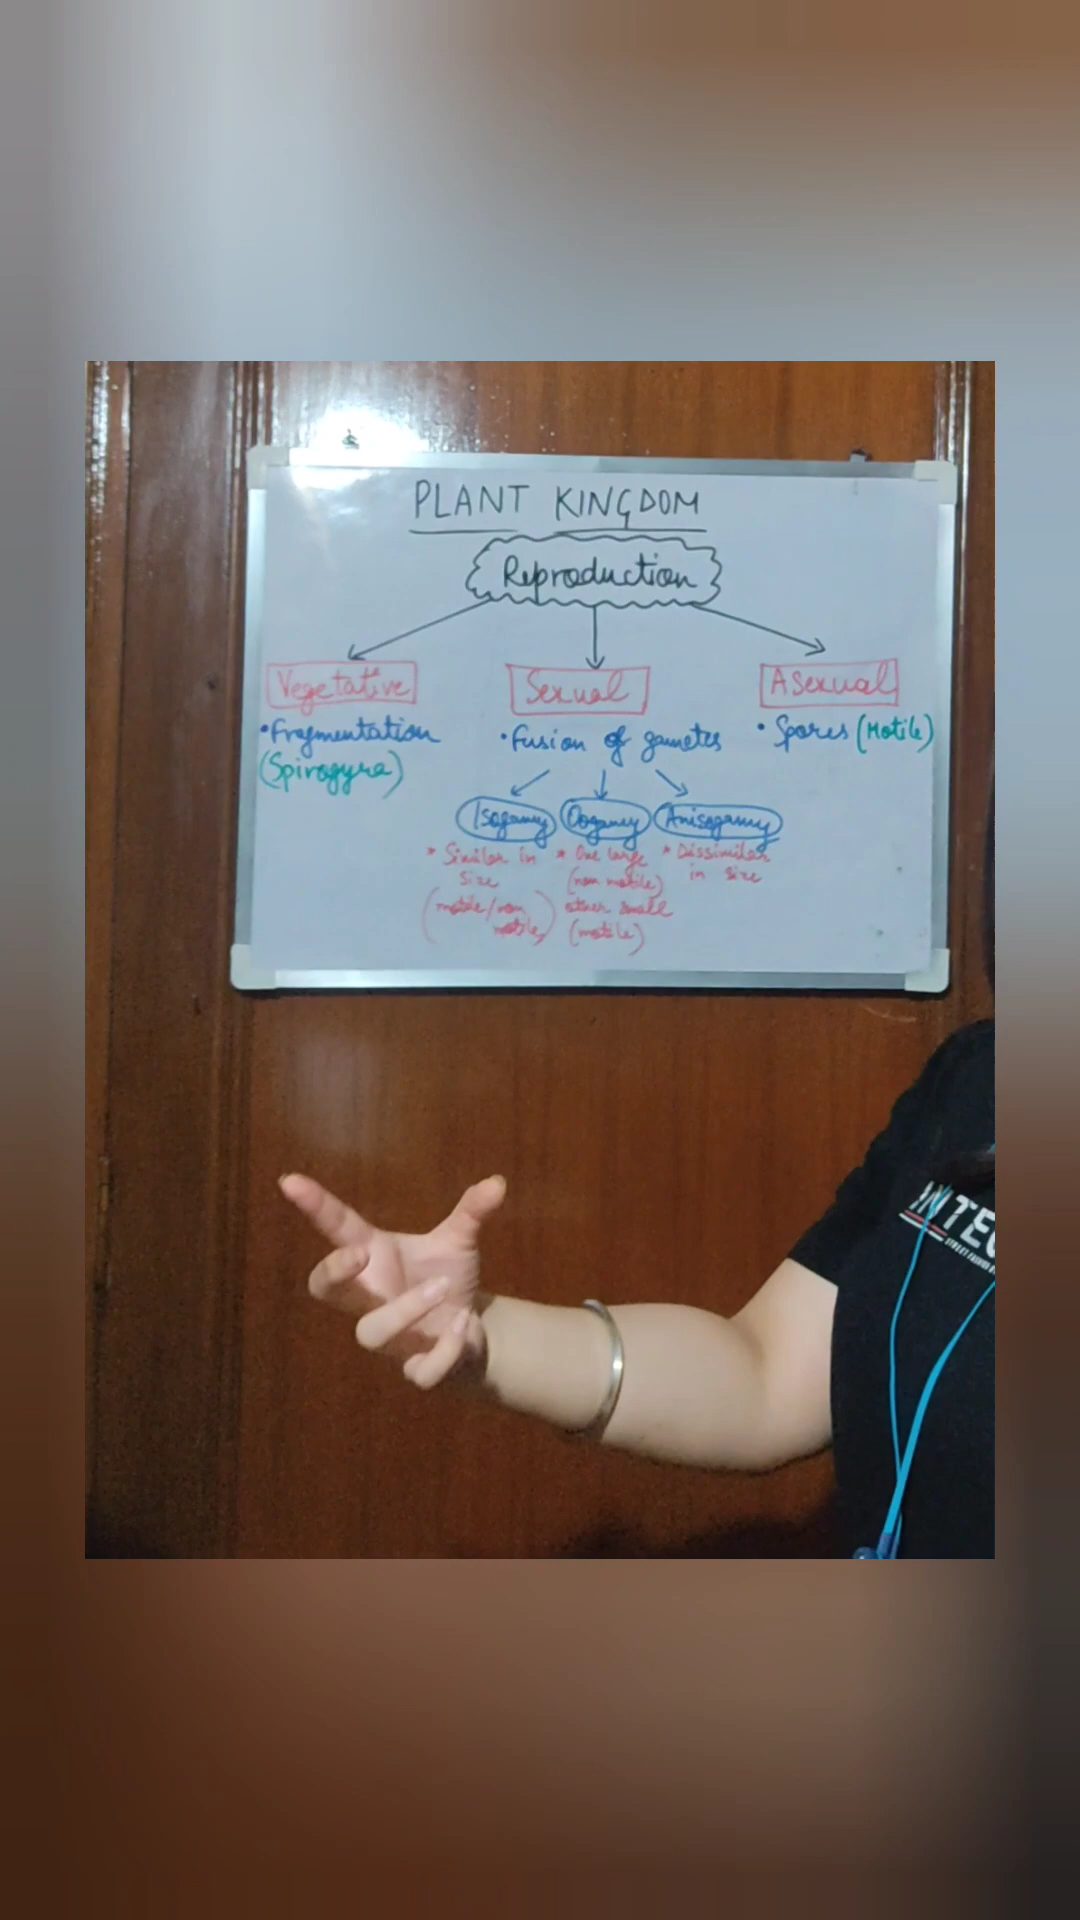 PLANT KINGDOM
Reproduction
Vegetative
• Fragmentation
(Spirogyra)
Sexual
• Fusion of gametes
Isogamy
* Similar in
size
(motile/non
motile)
Oogamy
* One large
(non motile)
other small
(motile)
Anisogamy
* Dissimilar
in size
Asexual
• Spores (Motile)
INTE